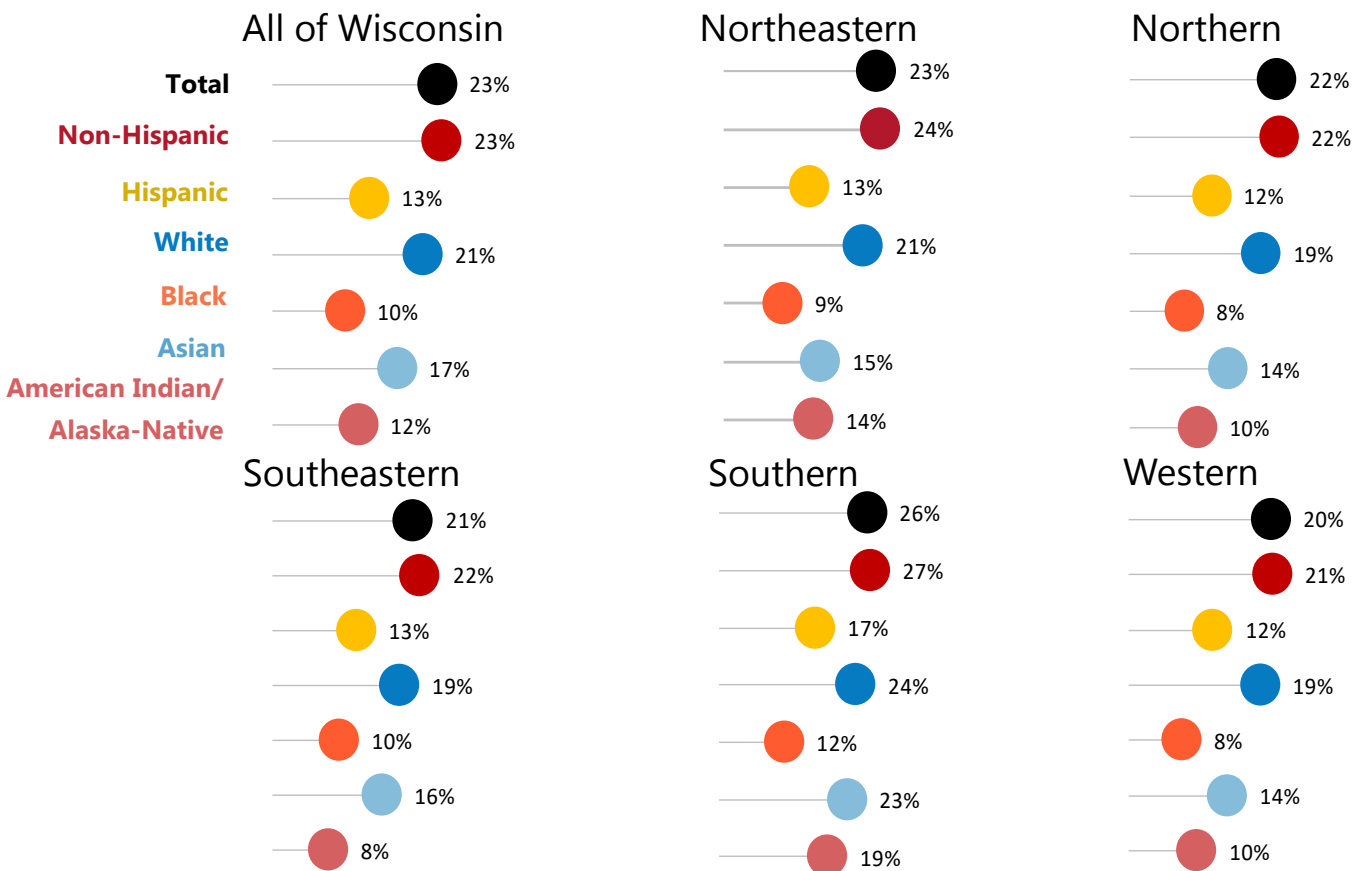 All of Wisconsin
Total 23%
Non-Hispanic 23%
Hispanic 13%
White 21%
Black 10%
Asian 17%
American Indian/
Alaska-Native 12%
Northeastern
23%
24%
13%
21%
9%
15%
14%
Northern
22%
22%
12%
19%
8%
14%
10%
Southeastern
21%
22%
13%
19%
10%
16%
8%
Southern
26%
27%
17%
24%
12%
23%
19%
Western
20%
21%
12%
19%
8%
14%
10%